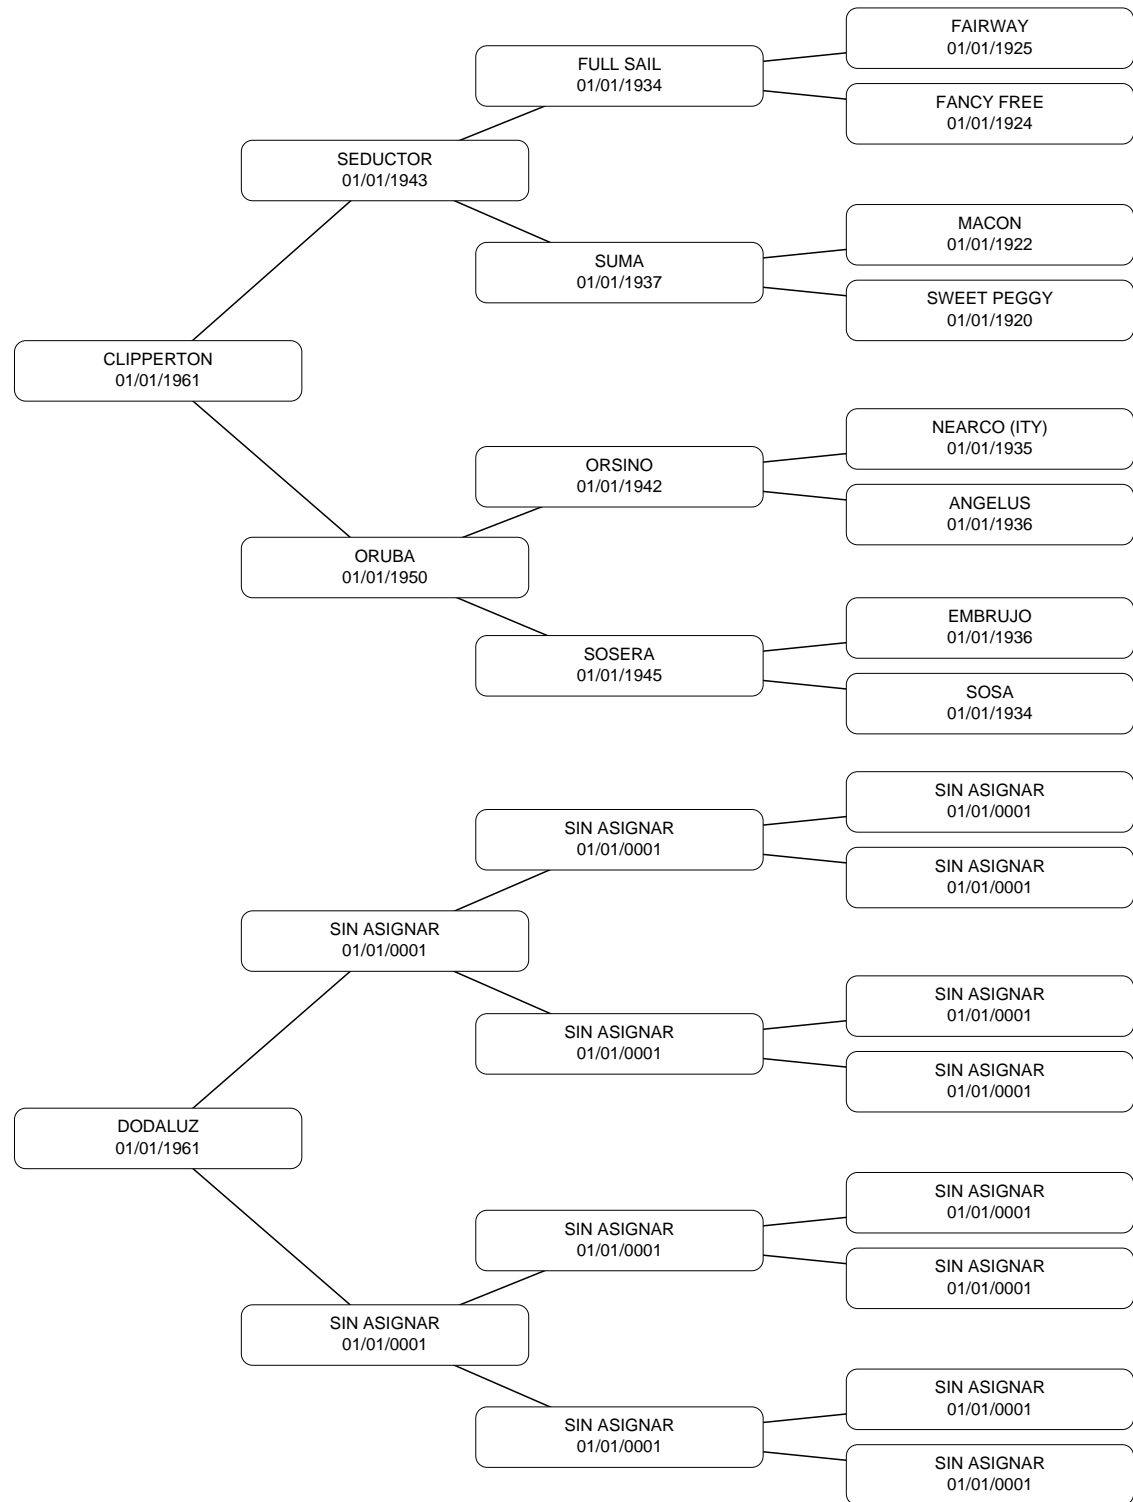 FAIRWAY
01/01/1925
FULL SAIL
01/01/1934
FANCY FREE
01/01/1924
SEDUCTOR
01/01/1943
MACON
01/01/1922
SUMA
01/01/1937
SWEET PEGGY
01/01/1920
CLIPPERTON
01/01/1961
NEARCO (ITY)
01/01/1935
ORSINO
01/01/1942
ANGELUS
01/01/1936
ORUBA
01/01/1950
EMBRUJO
01/01/1936
SOSERA
01/01/1945
SOSA
01/01/1934
SIN ASIGNAR
01/01/0001
SIN ASIGNAR
01/01/0001
SIN ASIGNAR
01/01/0001
SIN ASIGNAR
01/01/0001
SIN ASIGNAR
01/01/0001
SIN ASIGNAR
01/01/0001
SIN ASIGNAR
01/01/0001
DODALUZ
01/01/1961
SIN ASIGNAR
01/01/0001
SIN ASIGNAR
01/01/0001
SIN ASIGNAR
01/01/0001
SIN ASIGNAR
01/01/0001
SIN ASIGNAR
01/01/0001
SIN ASIGNAR
01/01/0001
SIN ASIGNAR
01/01/0001